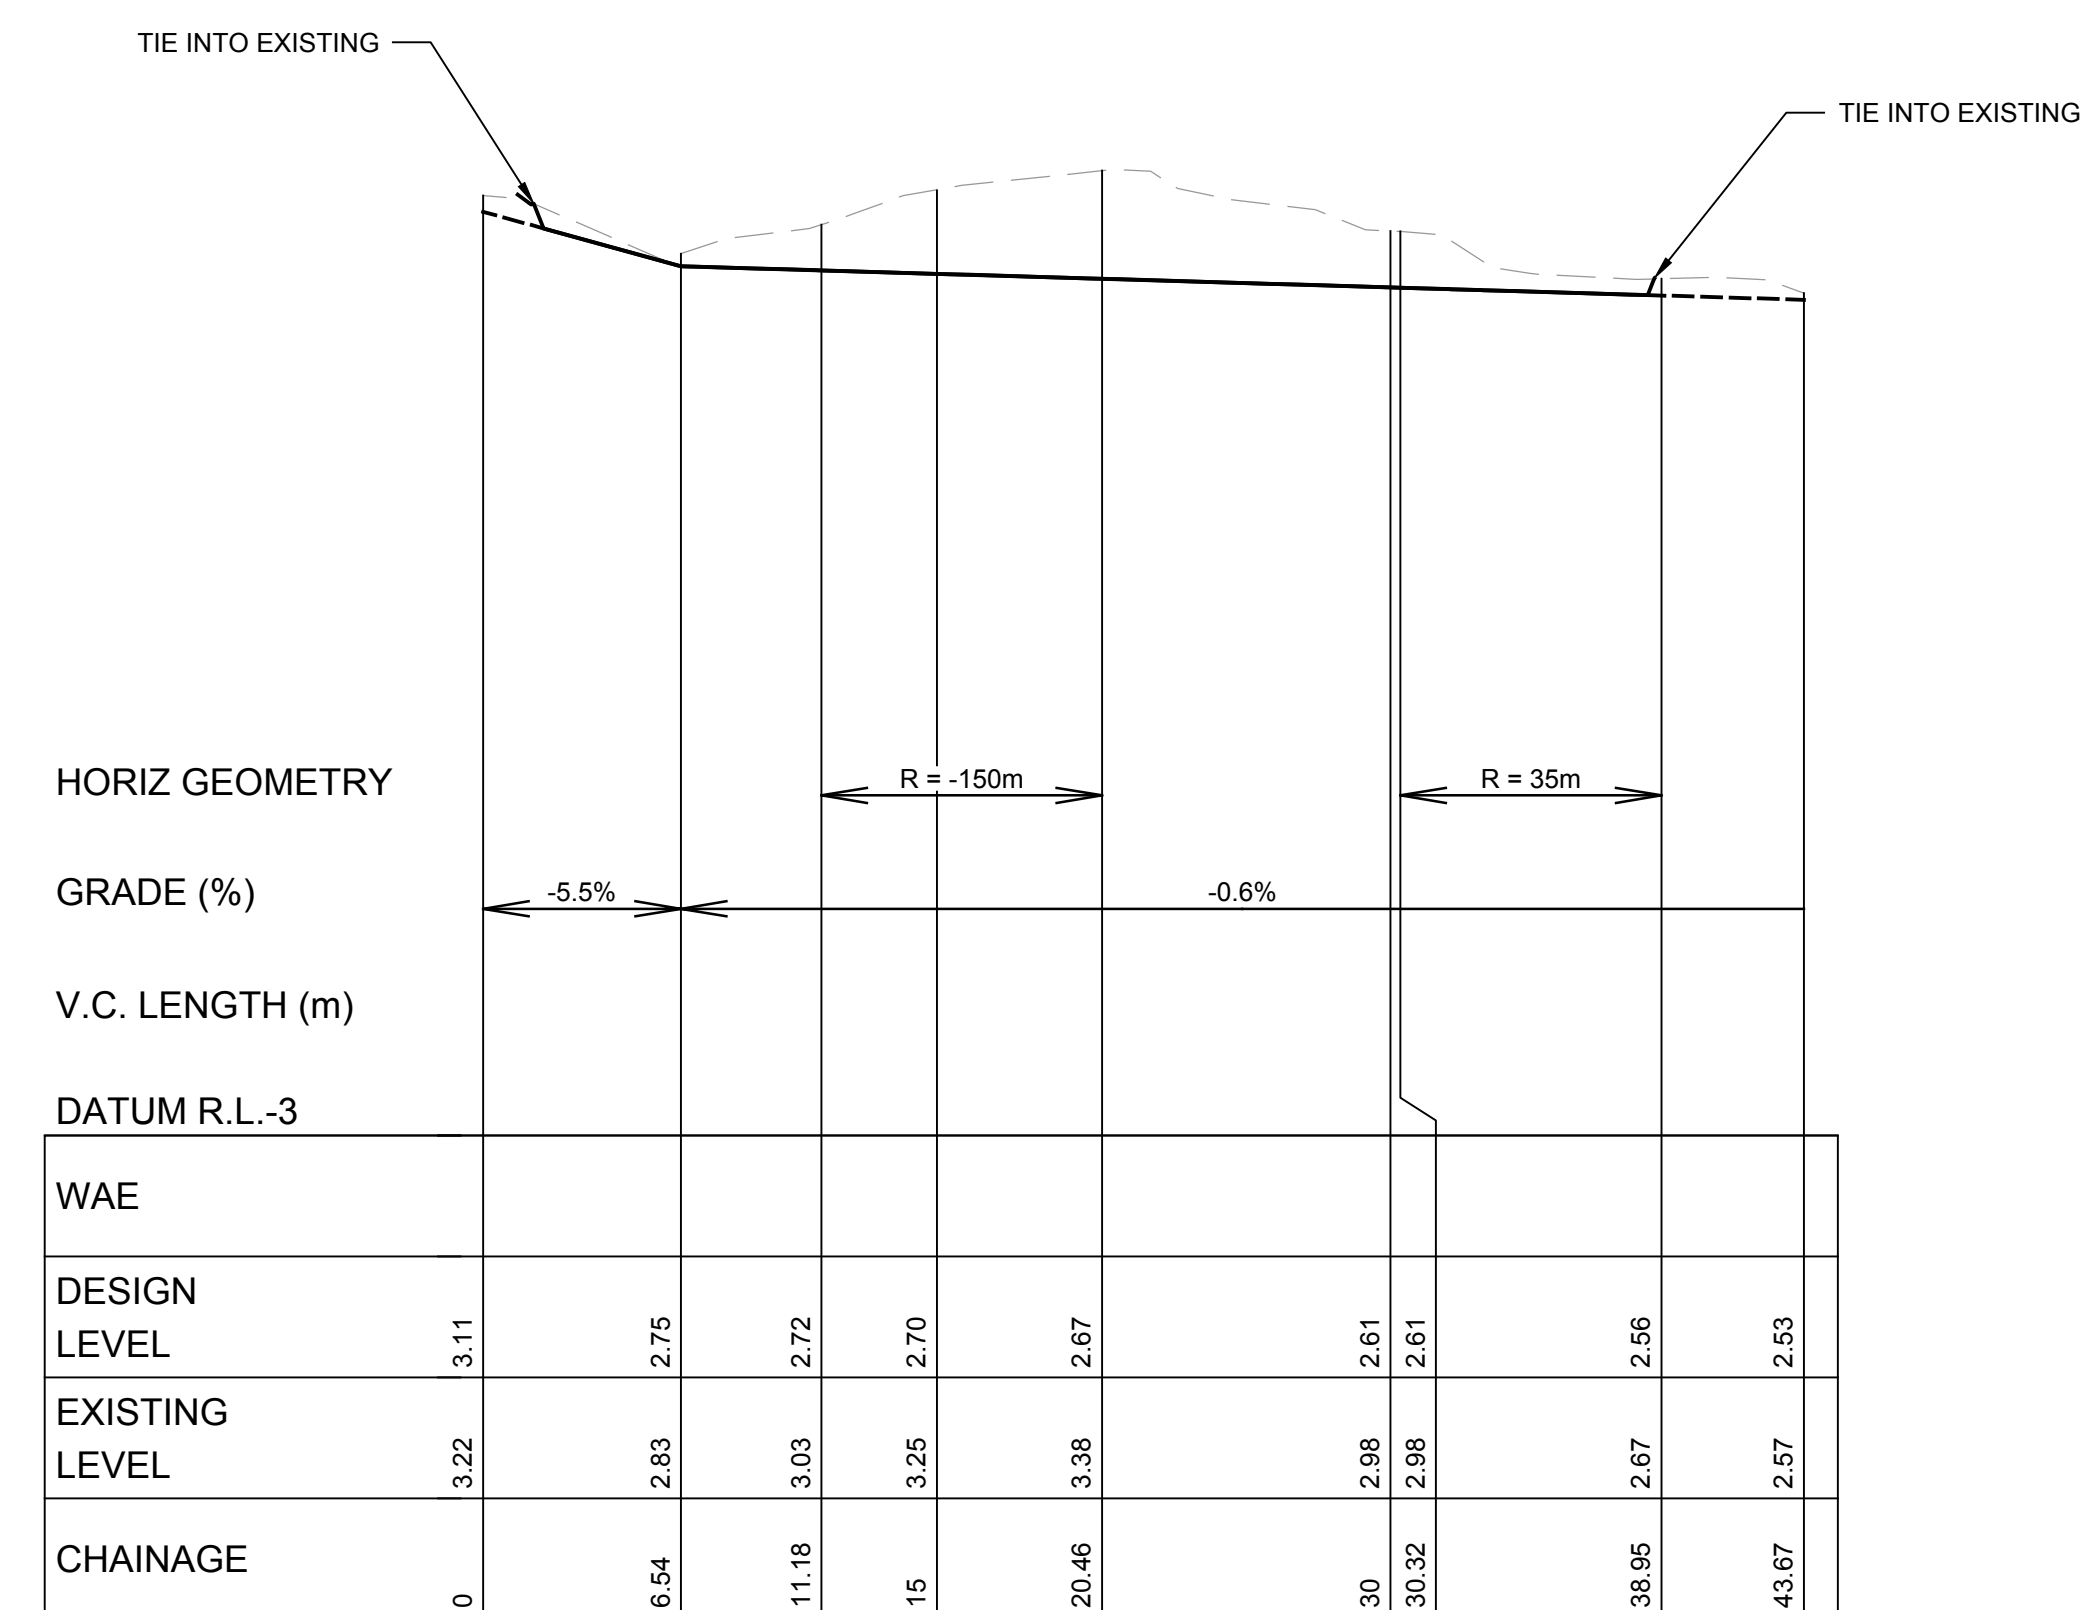 TIE INTO EXISTING
TIE INTO EXISTING
HORIZ GEOMETRY
R = -150m
R = 35m
GRADE (%)
-5.5%
-0.6%
V.C. LENGTH (m)
DATUM R.L.-3
WAE
DESIGN
LEVEL
3.11
2.75
2.72
2.70
2.67
2.61
2.61
2.56
2.53
EXISTING
LEVEL
3.22
2.83
3.03
3.25
3.38
2.98
2.98
2.67
2.57
CHAINAGE
0
6.54
11.18
15
20.46
30
30.32
38.95
43.67